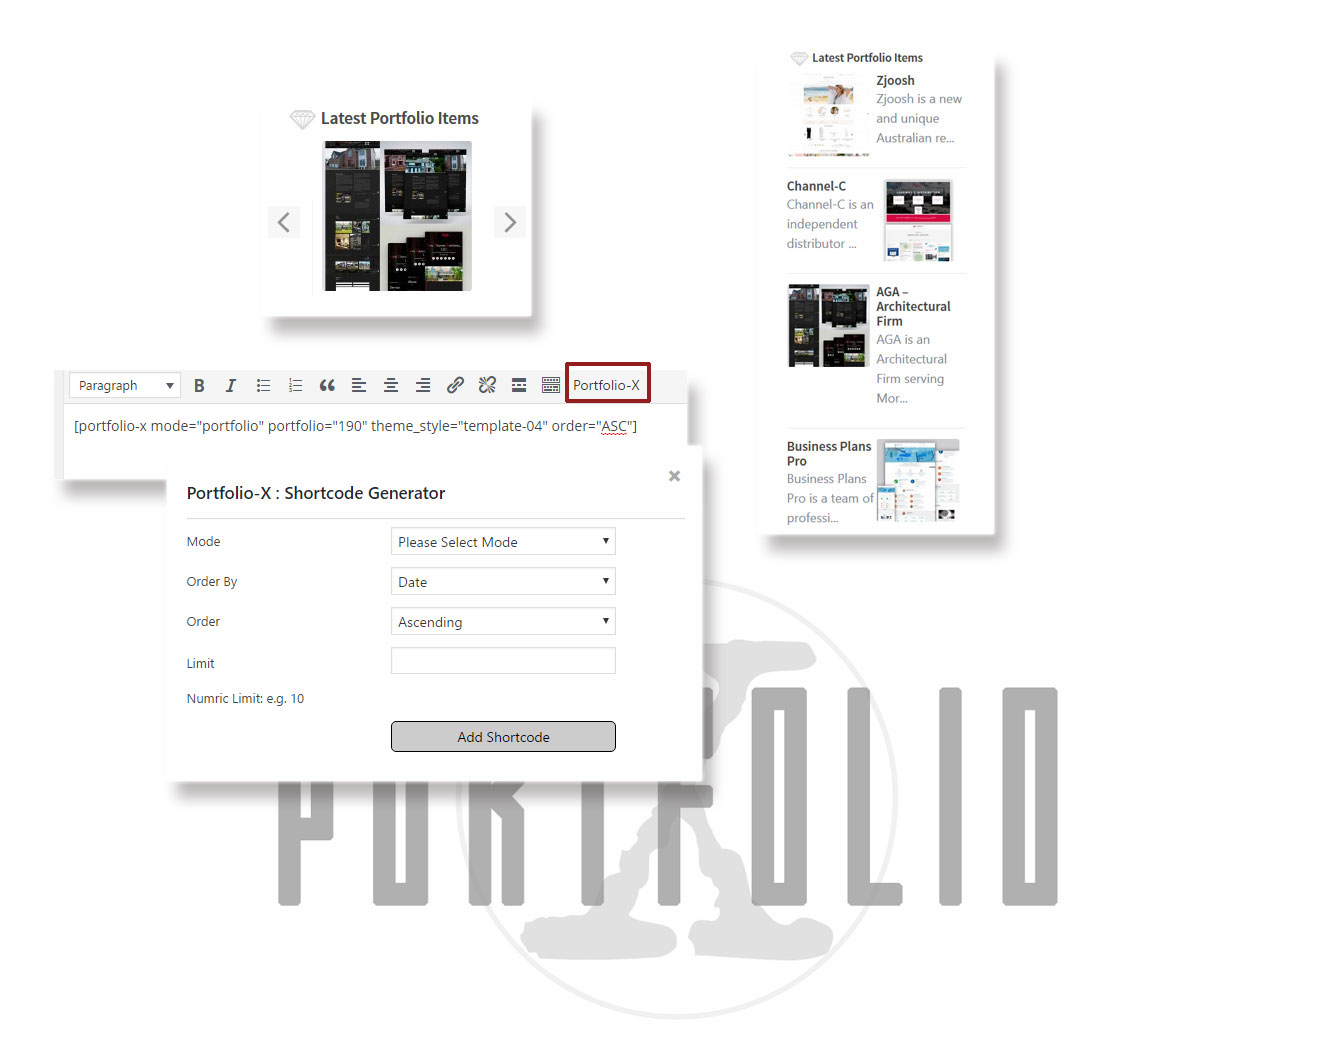 Latest Portfolio Items
Latest Portfolio Items
Zjoosh
Zjoosh is a new
and unique
Australian re...
Channel-C
Channel-C is an
independent
distributor ...
AGA –
Architectural
Firm
AGA is an
Architectural
Firm serving
Mor...
Business Plans
Pro
Business Plans
Pro is a team of
professi...
Paragraph
Portfolio-X
[portfolio-x mode="portfolio" portfolio="190" theme_style="template-04" order="ASC"]
Portfolio-X : Shortcode Generator
Mode
Please Select Mode
Order By
Date
Order
Ascending
Limit
Numric Limit: e.g. 10
Add Shortcode
PORTFOLIO